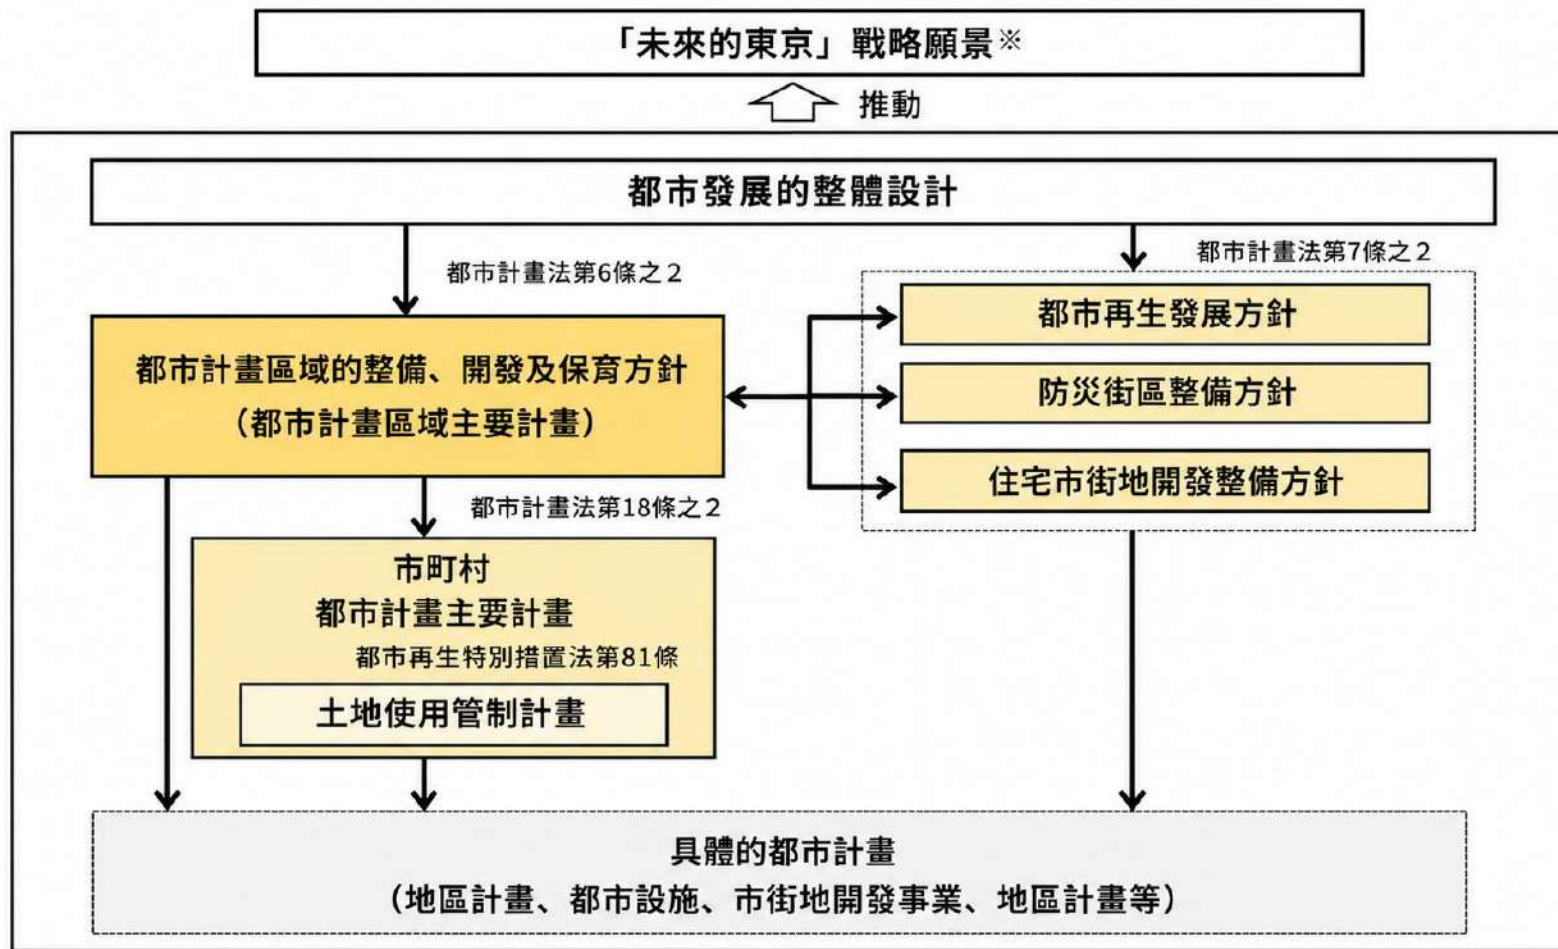 「未來的東京」戰略願景※
推動
都市發展的整體設計
都市計畫法第6條之2
都市計畫法第7條之2
都市計畫區域的整備、開發及保育方針
（都市計畫區域主要計畫）
都市再生發展方針
防災街區整備方針
住宅市街地開發整備方針
都市計畫法第18條之2
市町村
都市計畫主要計畫
都市再生特別措置法第81條
土地使用管制計畫
具體的都市計畫
（地區計畫、都市設施、市街地開發事業、地區計畫等）